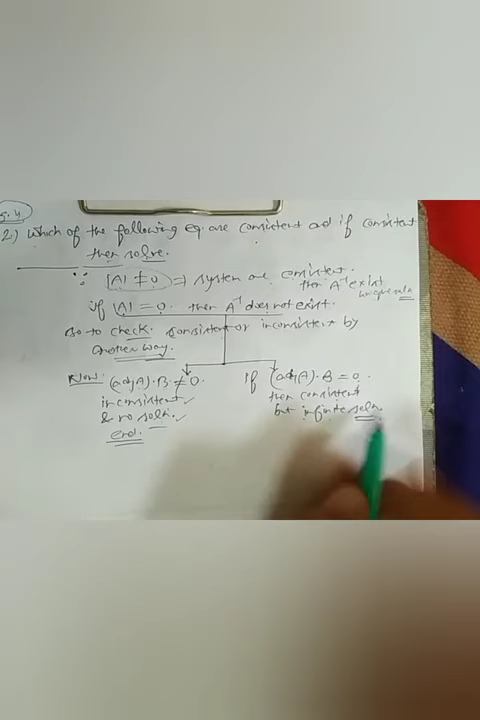 2.) Which of the following eq. are consistent and if consistent
then solve.
∵ |A| ≠ 0 ⇒ system are consistent.
then A⁻¹ exist
unique soln
if |A| = 0. then A⁻¹ does not exist.
so to check consistent or inconsistent by
another way.
Now. (adj A)·B ≠ 0.
inconsistent
& no soln.
end.
if (adj A)·B = 0.
then consistent
but infinite soln.